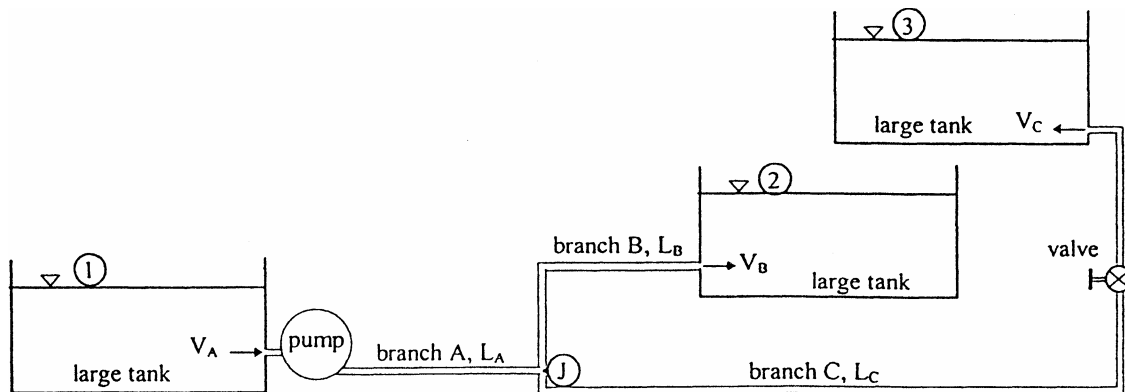 3
large tank
V_C
2
branch B, L_B
V_B
large tank
valve
1
V_A
pump
large tank
branch A, L_A
J
branch C, L_C